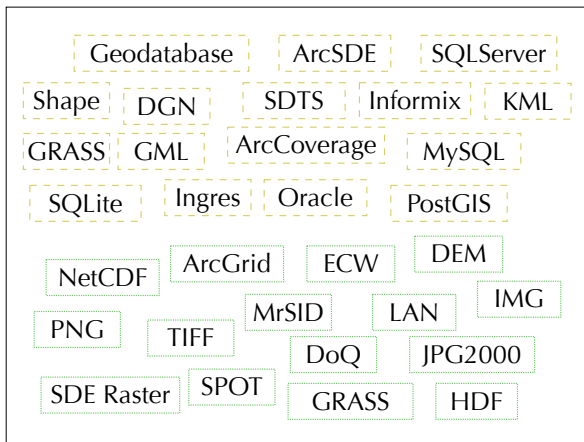 Geodatabase ArcSDE SQLServer
Shape DGN SDTS Informix KML
GRASS GML ArcCoverage MySQL
SQLite Ingres Oracle PostGIS
NetCDF ArcGrid ECW DEM
PNG TIFF MrSID LAN IMG
DoQ JPG2000
SDE Raster SPOT GRASS HDF